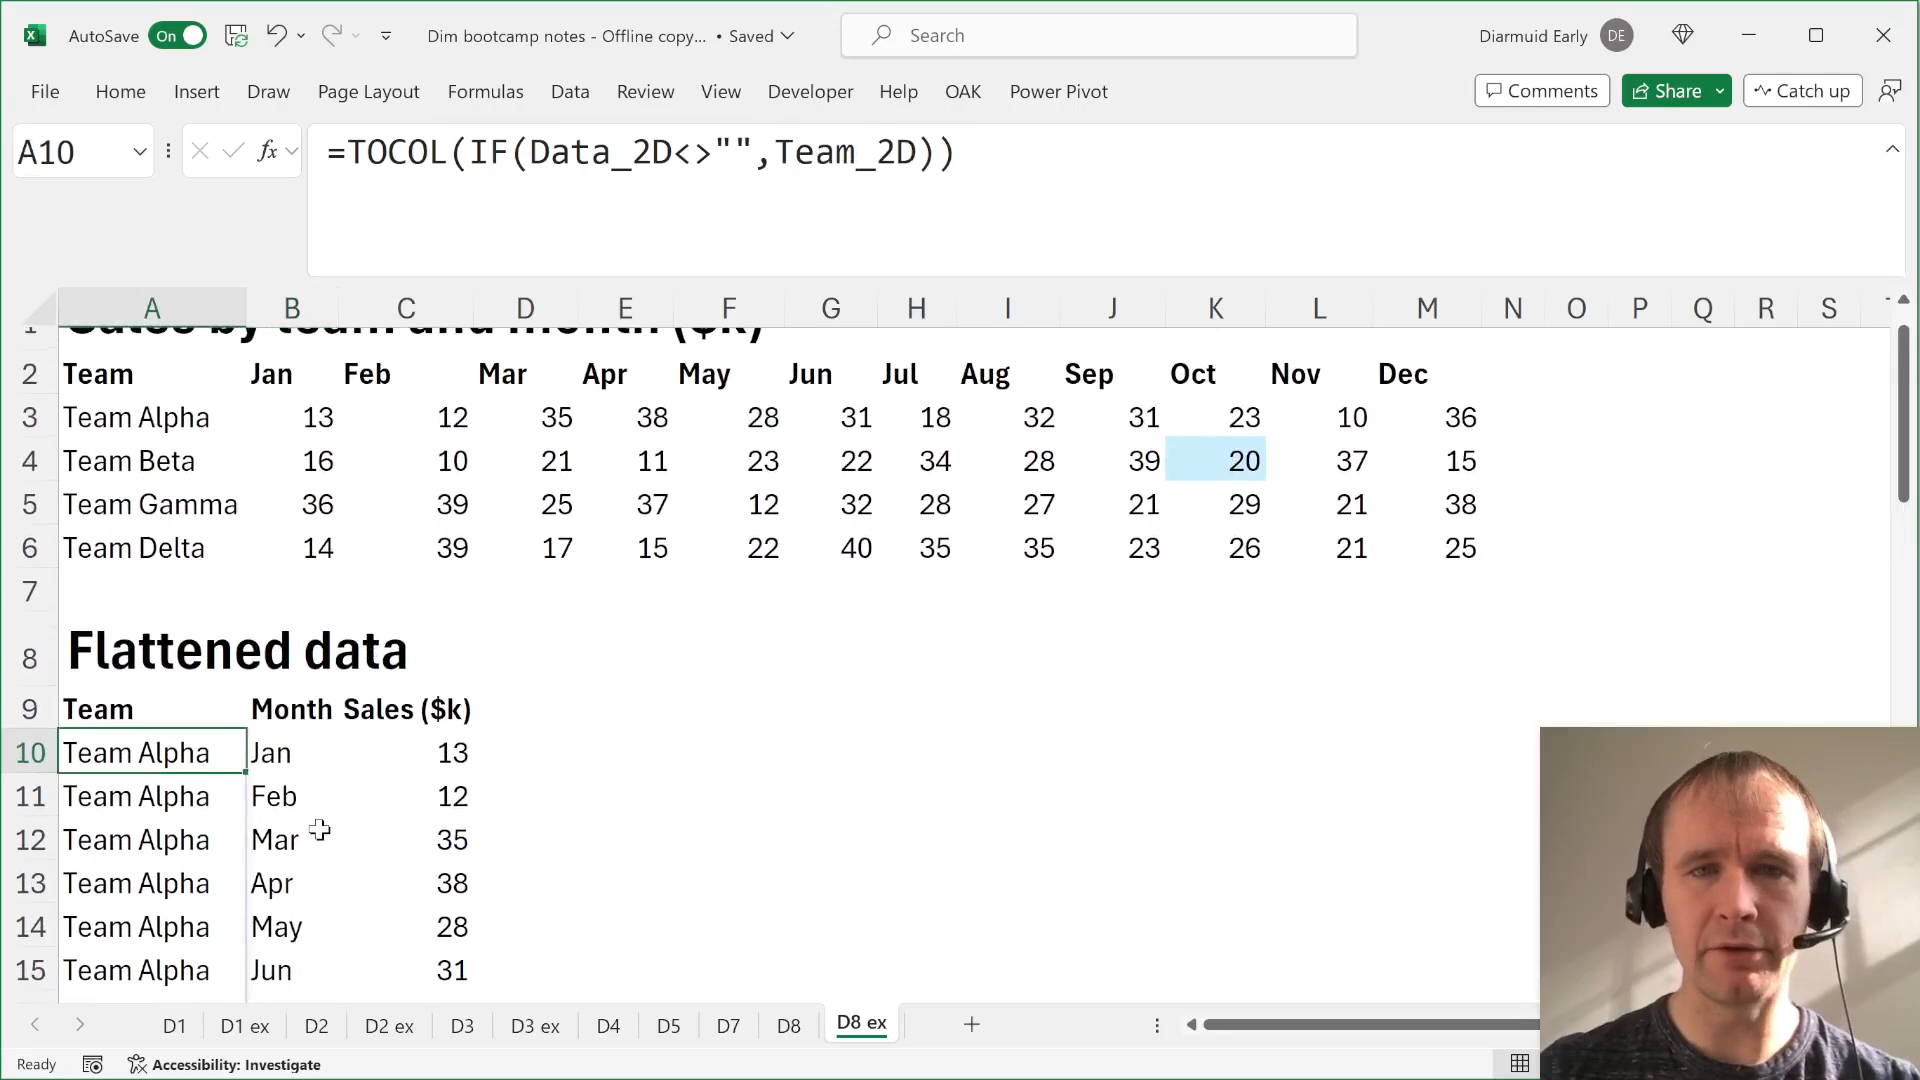 AutoSave On Dim bootcamp notes - Offline copy... • Saved Search Diarmuid Early DE
File Home Insert Draw Page Layout Formulas Data Review View Developer Help OAK Power Pivot Comments Share Catch up
A10 fx =TOCOL(IF(Data_2D<>"",Team_2D))
A B C D E F G H I J K L M N O P Q R S
1 Sales by team and month ($k)
2 Team Jan Feb Mar Apr May Jun Jul Aug Sep Oct Nov Dec
3 Team Alpha 13 12 35 38 28 31 18 32 31 23 10 36
4 Team Beta 16 10 21 11 23 22 34 28 39 20 37 15
5 Team Gamma 36 39 25 37 12 32 28 27 21 29 21 38
6 Team Delta 14 39 17 15 22 40 35 35 23 26 21 25
7
8 Flattened data
9 Team Month Sales ($k)
10 Team Alpha Jan 13
11 Team Alpha Feb 12
12 Team Alpha Mar 35
13 Team Alpha Apr 38
14 Team Alpha May 28
15 Team Alpha Jun 31
D1 D1 ex D2 D2 ex D3 D3 ex D4 D5 D7 D8 D8 ex
Ready Accessibility: Investigate